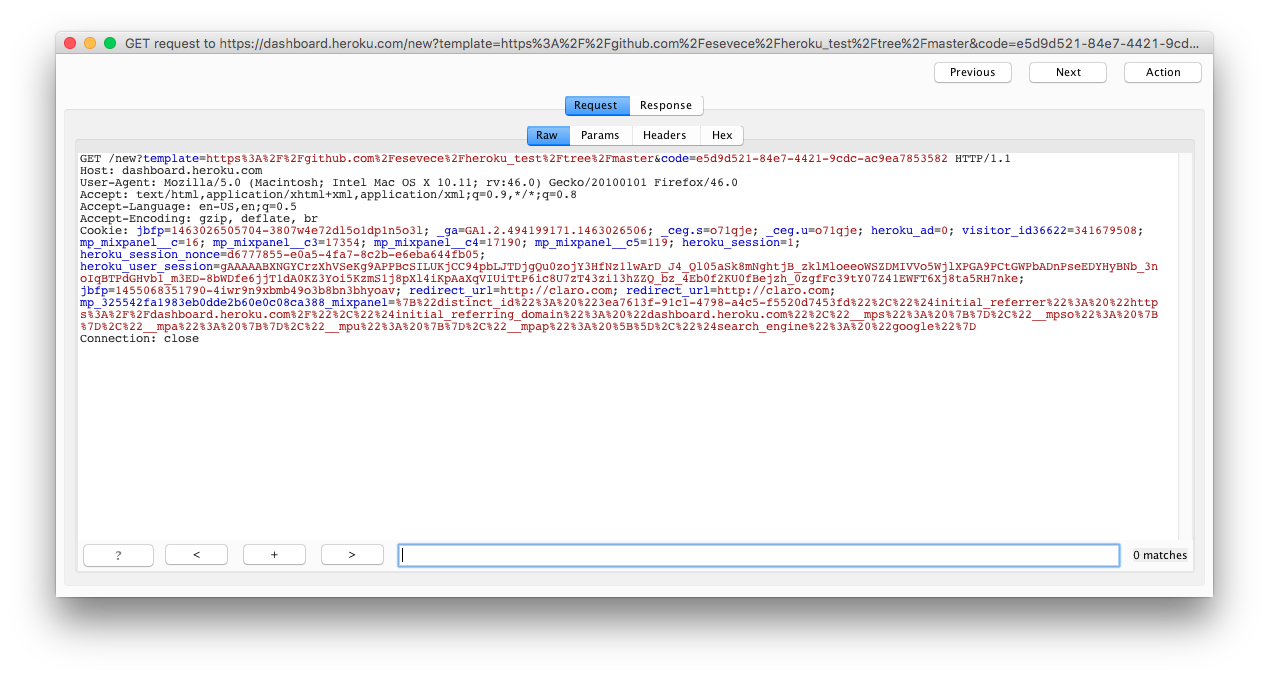 GET request to https://dashboard.heroku.com/new?template=https%3A%2F%2Fgithub.com%2Fesevece%2Fheroku_test%2Ftree%2Fmaster&code=e5d9d521-84e7-4421-9cd...
Previous Next Action
Request Response
Raw Params Headers Hex
GET /new?template=https%3A%2F%2Fgithub.com%2Fesevece%2Fheroku_test%2Ftree%2Fmaster&code=e5d9d521-84e7-4421-9cdc-ac9ea7853582 HTTP/1.1
Host: dashboard.heroku.com
User-Agent: Mozilla/5.0 (Macintosh; Intel Mac OS X 10.11; rv:46.0) Gecko/20100101 Firefox/46.0
Accept: text/html,application/xhtml+xml,application/xml;q=0.9,*/*;q=0.8
Accept-Language: en-US,en;q=0.5
Accept-Encoding: gzip, deflate, br
Cookie: jbfp=1463026505704-3807w4e72dl5o1dp1n5o3l; _ga=GA1.2.494199171.1463026506; _ceg.s=o71qje; _ceg.u=o71qje; heroku_ad=0; visitor_id36622=341679508;
mp_mixpanel__c=16; mp_mixpanel__c3=17354; mp_mixpanel__c4=17190; mp_mixpanel__c5=119; heroku_session=1;
heroku_session_nonce=d6777855-e0a5-4fa7-8c2b-e6eba644fb05;
heroku_user_session=gAAAAABXNGYCrzXhVSeKg9APPBcSILUKjCC94pbLJTDjgQu0zojY3HfNz1lwArD_J4_Ql05aSk8mNghtjB_zklMloeeoWSZDMIVVo5WjlXPGA9PCtGWPbADnPseEDYHyBNb_3n
oIqBTPdGHvbI_m3ED-8bWDfe6jjTldA0KZ3Yoi5KzmS1j8pXl4iKpAaXqVIUiTtP6ic8U7zT43zil3hZZQ_bz_4Eb0f2KU0fBejzh_0zgfFc39tY07Z41EWFT6Xj8ta5RH7nke;
jbfp=1455068351790-4iwr9n9xbmb49o3b8bn3bhyoav; redirect_url=http://claro.com; redirect_url=http://claro.com;
mp_325542fa1983eb0dde2b60e0c08ca388_mixpanel=%7B%22distinct_id%22%3A%20%223ea7613f-91c1-4798-a4c5-f5520d7453fd%22%2C%22%24initial_referrer%22%3A%20%22http
s%3A%2F%2Fdashboard.heroku.com%2F%22%2C%22%24initial_referring_domain%22%3A%20%22dashboard.heroku.com%22%2C%22__mps%22%3A%20%7B%7D%2C%22__mpso%22%3A%20%7B
%7D%2C%22__mpa%22%3A%20%7B%7D%2C%22__mpu%22%3A%20%7B%7D%2C%22__mpap%22%3A%20%5B%5D%2C%22%24search_engine%22%3A%20%22google%22%7D
Connection: close
? < + > 0 matches